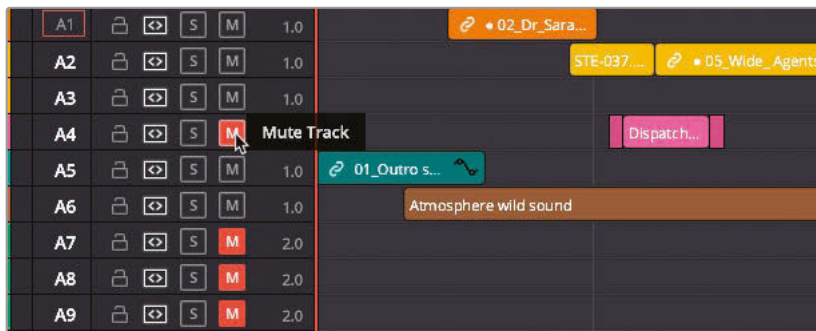 A1 S M 1.0 • 02_Dr_Sara...
A2 S M 1.0 STE-037.... • 05_Wide_Agents
A3 S M 1.0
A4 S M Mute Track Dispatch...
A5 S M 1.0 01_Outro s...
A6 S M 1.0 Atmosphere wild sound
A7 S M 2.0
A8 S M 2.0
A9 S M 2.0